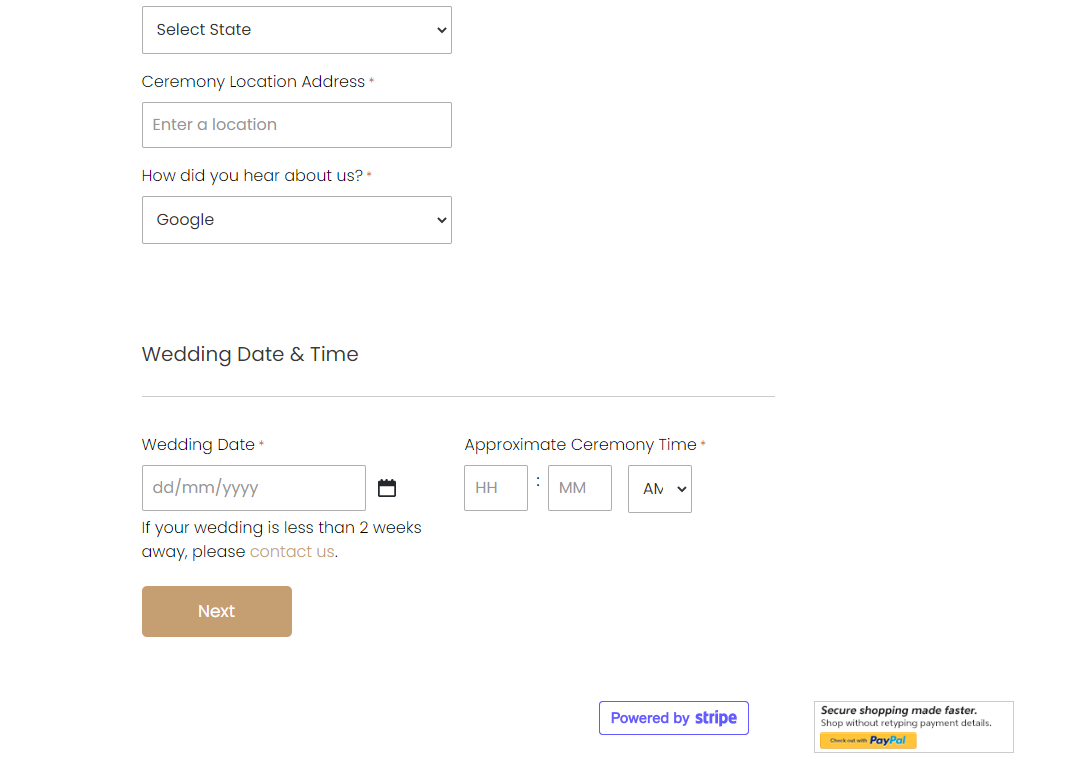 Select State
Ceremony Location Address *
Enter a location
How did you hear about us? *
Google
Wedding Date & Time
Wedding Date * Approximate Ceremony Time *
dd/mm/yyyy HH : MM AM
If your wedding is less than 2 weeks
away, please contact us.
Next
Powered by stripe
Secure shopping made faster.
Shop without retyping payment details.
Check out with PayPal